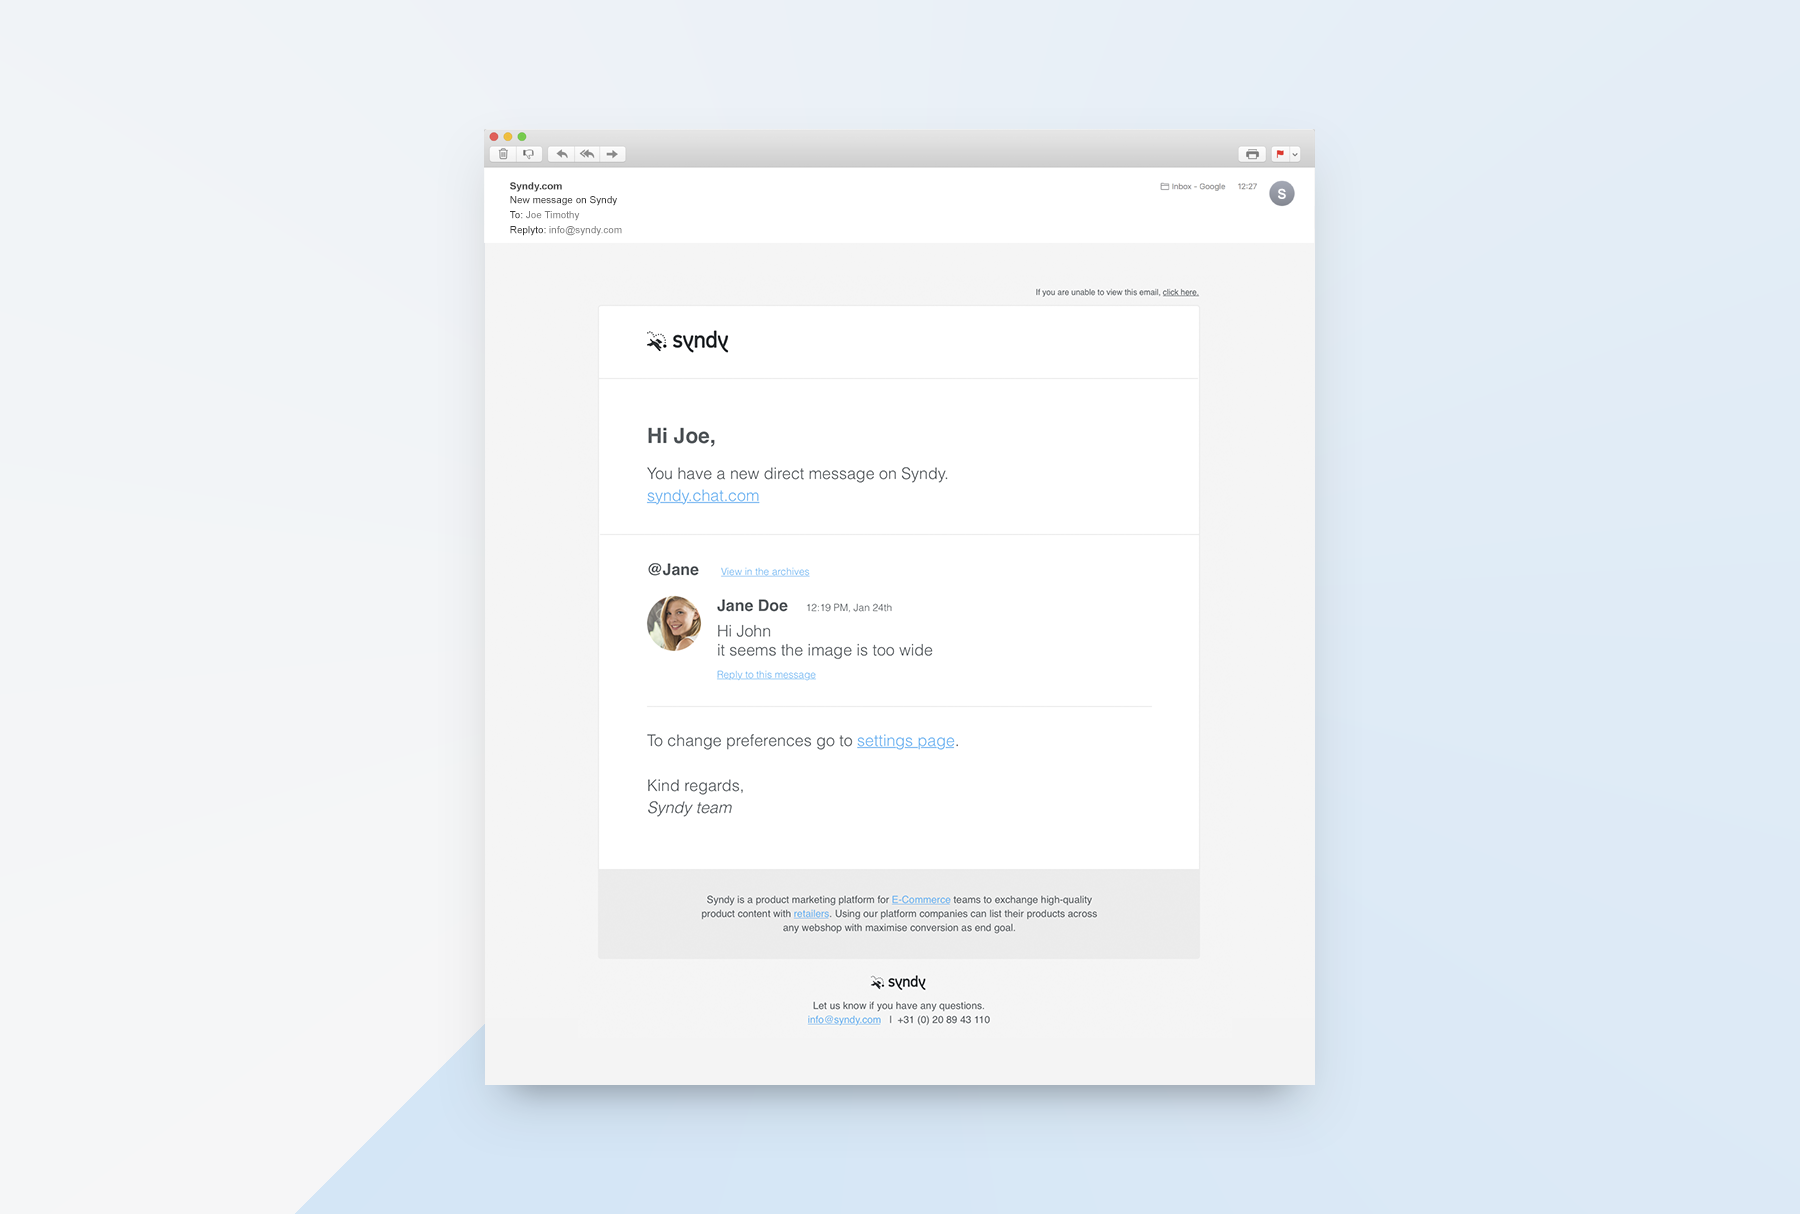 Syndy.com
Inbox - Google 12:27
S
New message on Syndy
To: Joe Timothy
Replyto: info@syndy.com
If you are unable to view this email, click here.
syndy
Hi Joe,
You have a new direct message on Syndy.
syndy.chat.com
@Jane View in the archives
Jane Doe 12:19 PM, Jan 24th
Hi John
it seems the image is too wide
Reply to this message
To change preferences go to settings page.
Kind regards,
Syndy team
Syndy is a product marketing platform for E-Commerce teams to exchange high-quality
product content with retailers. Using our platform companies can list their products across
any webshop with maximise conversion as end goal.
syndy
Let us know if you have any questions.
info@syndy.com | +31 (0) 20 89 43 110